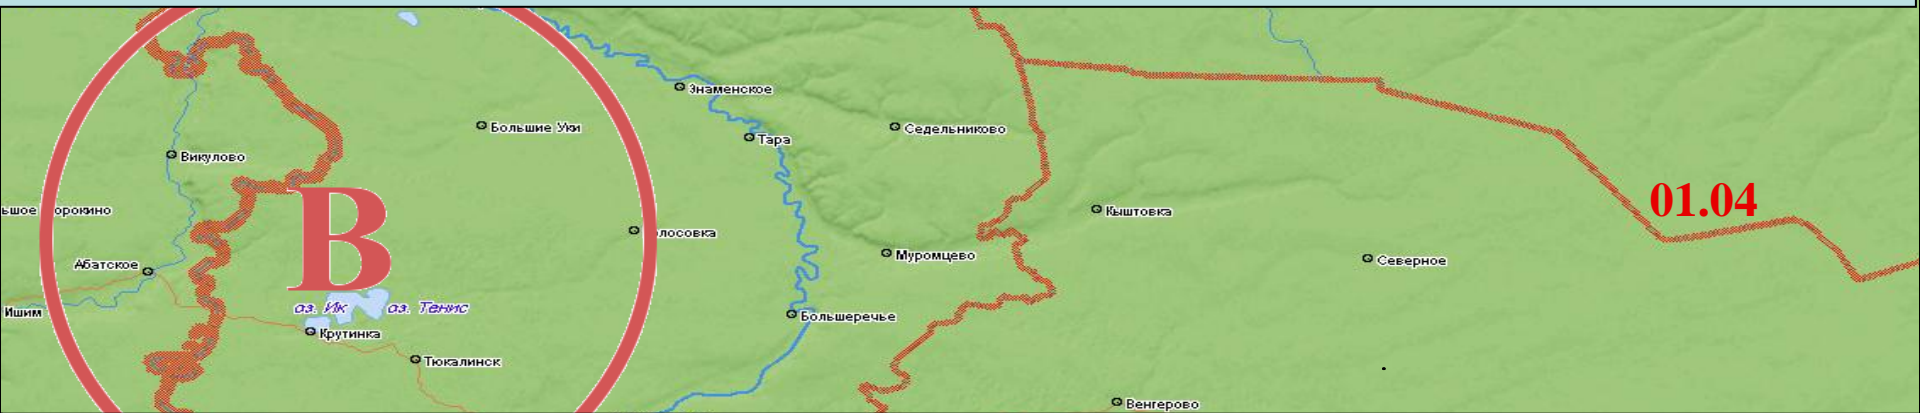 Знаменское
Большие Уки
Седельниково
Тара
Викулово
01.04
В
Кыштовка
лосовка
Муромцево
Северное
Абатское
оз. Ик
оз. Тенис
Ишим
Большеречье
Крутинка
Тюкалинск
Венгерово